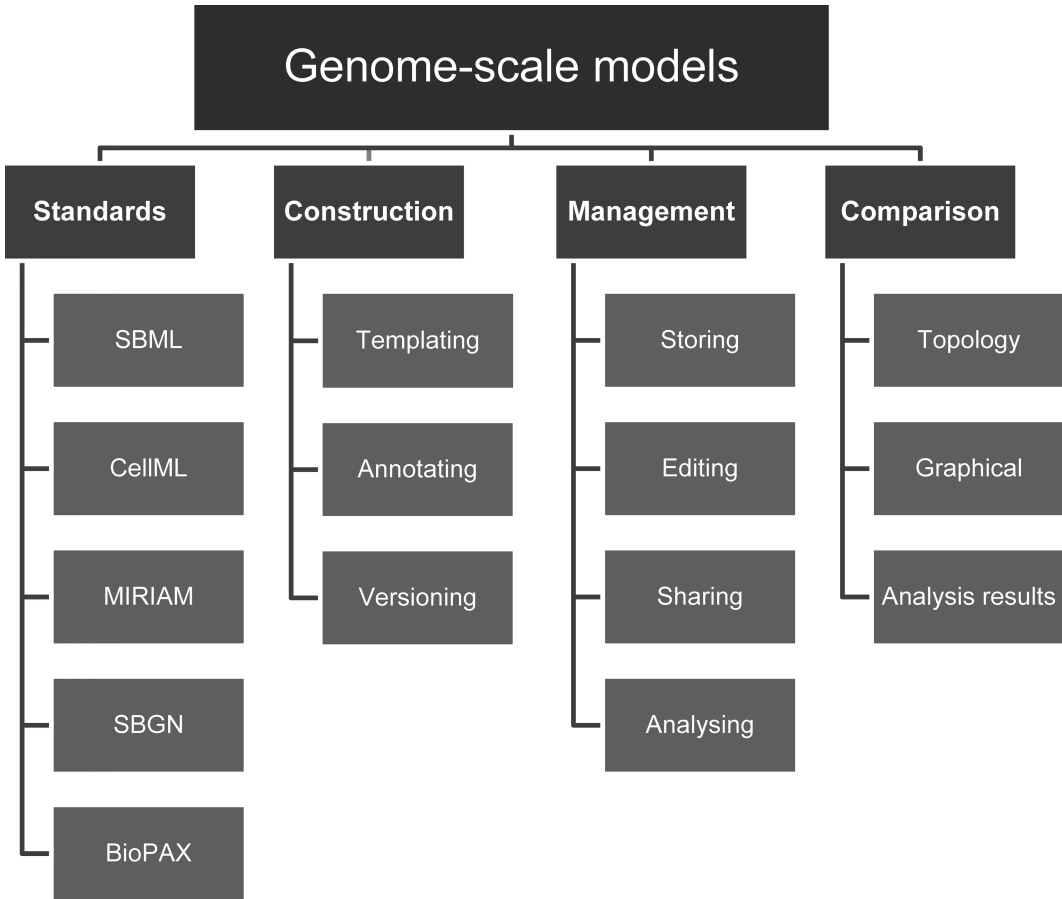 Genome-scale models
Standards
Construction
Management
Comparison
SBML
Templating
Storing
Topology
CellML
Annotating
Editing
Graphical
MIRIAM
Versioning
Sharing
Analysis results
SBGN
Analysing
BioPAX